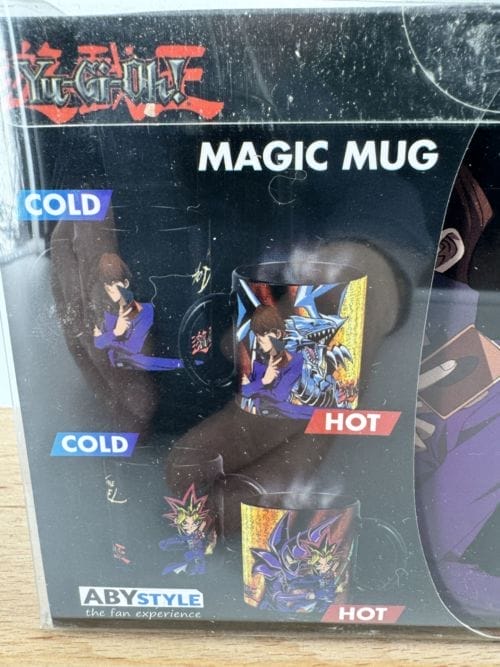 Yu-Gi-Oh!
MAGIC MUG
COLD
HOT
COLD
HOT
ABYSTYLE
the fan experience